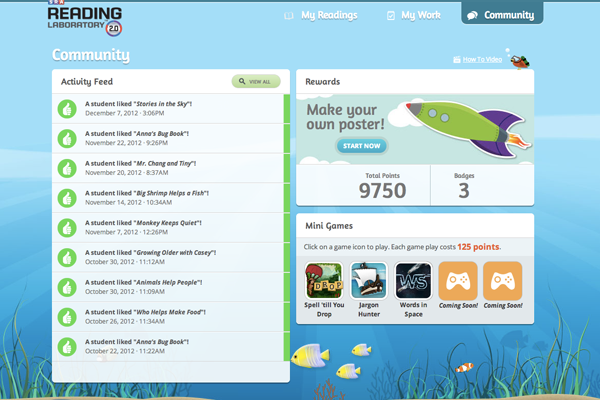 SRA
READING
LABORATORY 2.0
My Readings
My Work
Community
Community
How To Video
Activity Feed
VIEW ALL
A student liked "Stories in the Sky"!
December 7, 2012 · 3:06PM
A student liked "Anna's Bug Book"!
November 22, 2012 · 9:26PM
A student liked "Mr. Chang and Tiny"!
November 20, 2012 · 8:37AM
A student liked "Big Shrimp Helps a Fish"!
November 14, 2012 · 10:34AM
A student liked "Monkey Keeps Quiet"!
November 7, 2012 · 12:26PM
A student liked "Growing Older with Casey"!
October 30, 2012 · 11:12AM
A student liked "Animals Help People"!
October 30, 2012 · 11:09AM
A student liked "Who Helps Make Food"!
October 26, 2012 · 11:34AM
A student liked "Anna's Bug Book"!
October 22, 2012 · 11:22AM
Rewards
Make your
own poster!
START NOW
Total Points
9750
Badges
3
Mini Games
Click on a game icon to play. Each game play costs 125 points.
DROP
WS
Spell 'till You
Drop
Jargon
Hunter
Words in
Space
Coming Soon!
Coming Soon!